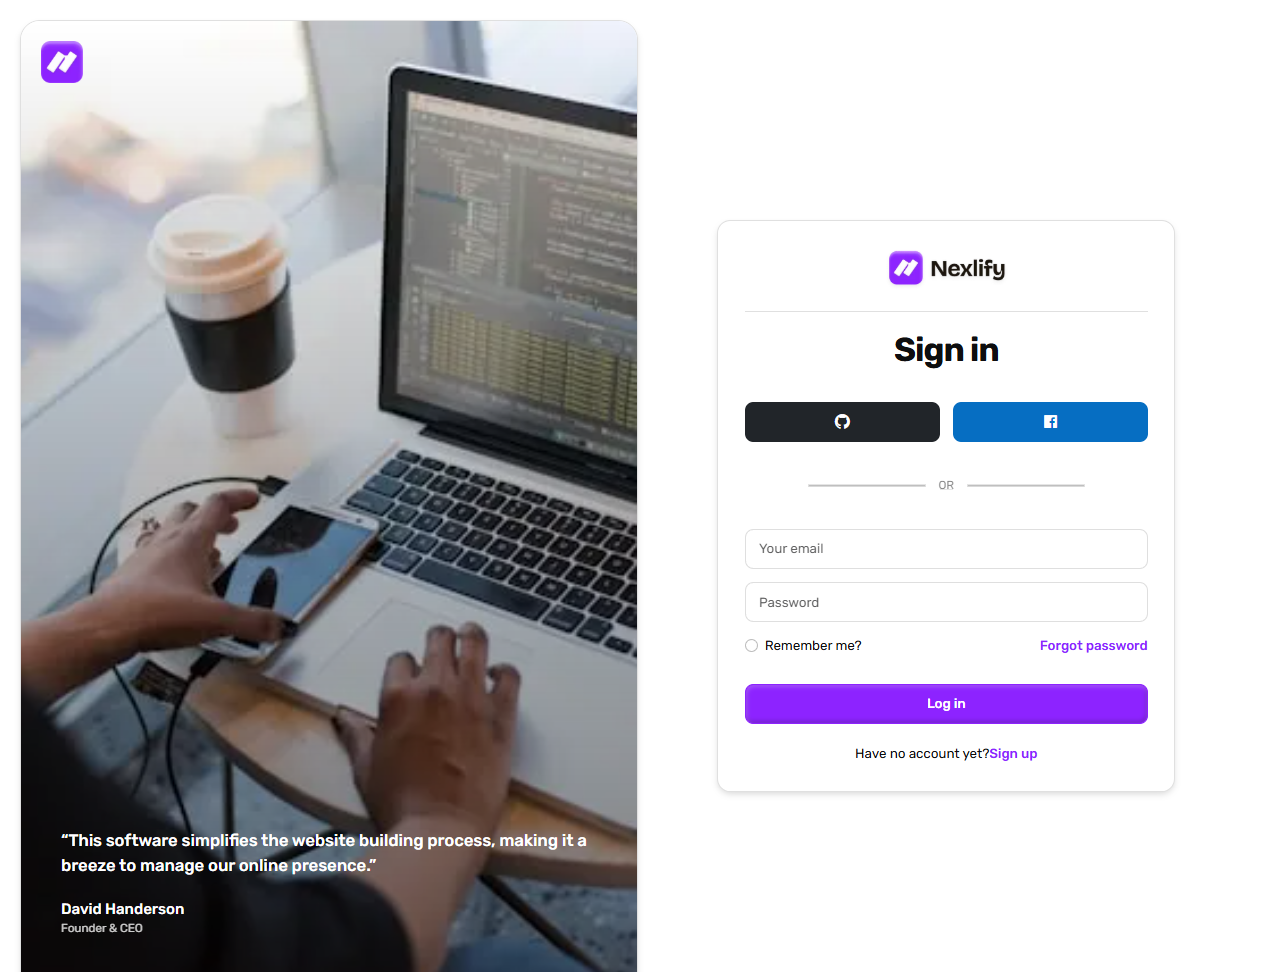 “This software simplifies the website building process, making it a
breeze to manage our online presence.”
David Handerson
Founder & CEO
Nexlify
Sign in
OR
Your email
Password
Remember me?
Forgot password
Log in
Have no account yet?Sign up